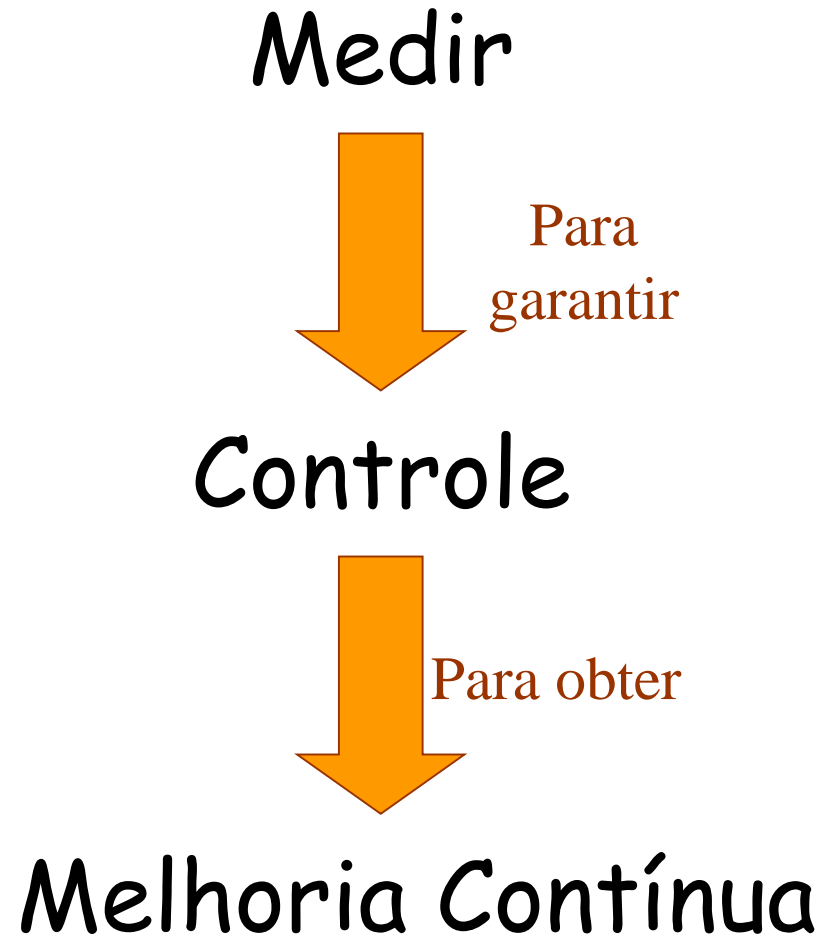 Medir
Para
garantir
Controle
Para obter
Melhoria Contínua